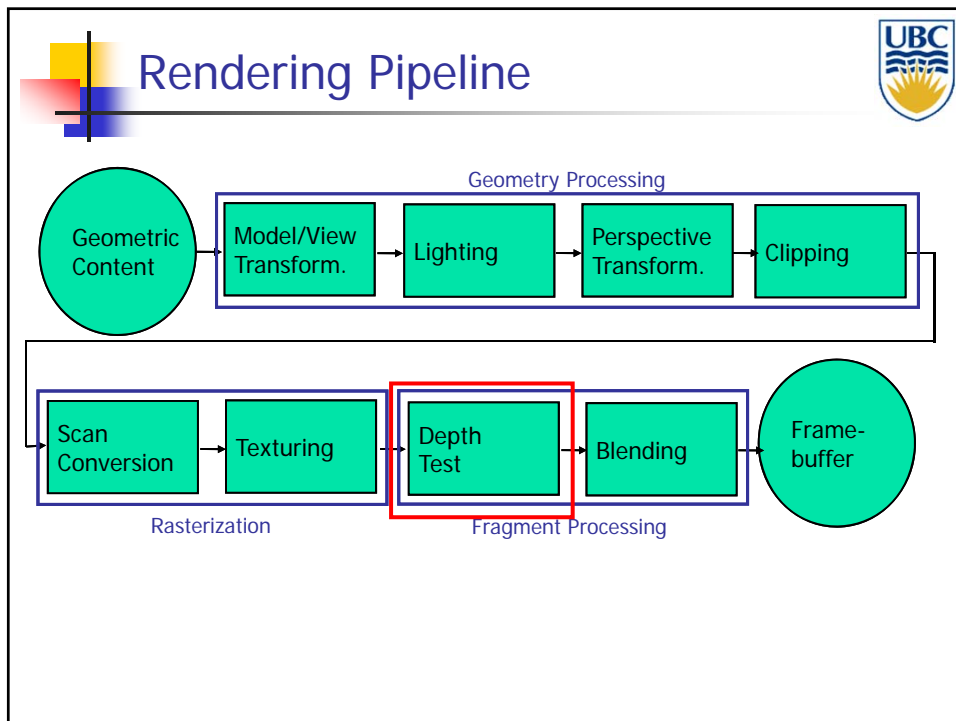 Rendering Pipeline
UBC
Geometry Processing
Geometric
Content
Model/View
Transform.
Lighting
Perspective
Transform.
Clipping
Scan
Conversion
Texturing
Depth
Test
Blending
Frame-
buffer
Rasterization
Fragment Processing